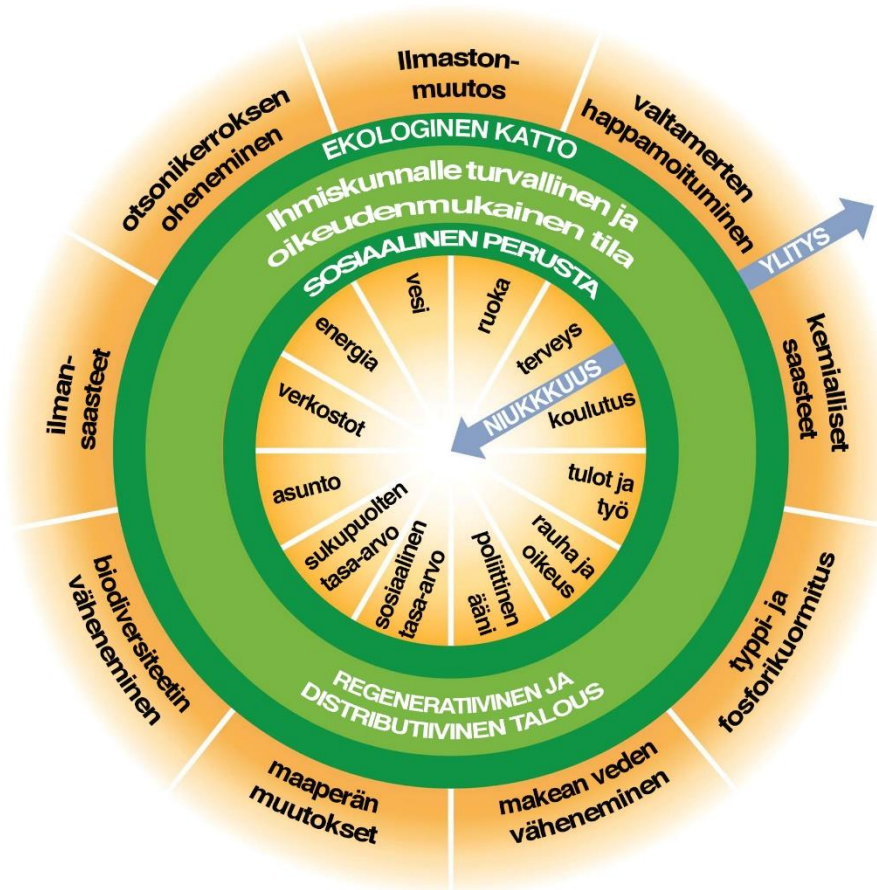 Ilmaston-
muutos
valtamerten
happamoituminen
YLITYS
kemialliset
saasteet
typpi- ja
fosforikuormitus
makean veden
väheneminen
maaperän
muutokset
biodiversiteetin
väheneminen
ilman-
saasteet
otsonikerroksen
oheneminen
EKOLOGINEN KATTO
Ihmiskunnalle turvallinen ja
oikeudenmukainen tila
SOSIAALINEN PERUSTA
vesi
ruoka
terveys
NIUKKKUUS
koulutus
tulot ja
työ
rauha ja
oikeus
poliittinen
ääni
sosiaalinen
tasa-arvo
sukupuolten
tasa-arvo
asunto
verkostot
energia
REGENERATIIVINEN JA
DISTRIBUTIIVINEN TALOUS